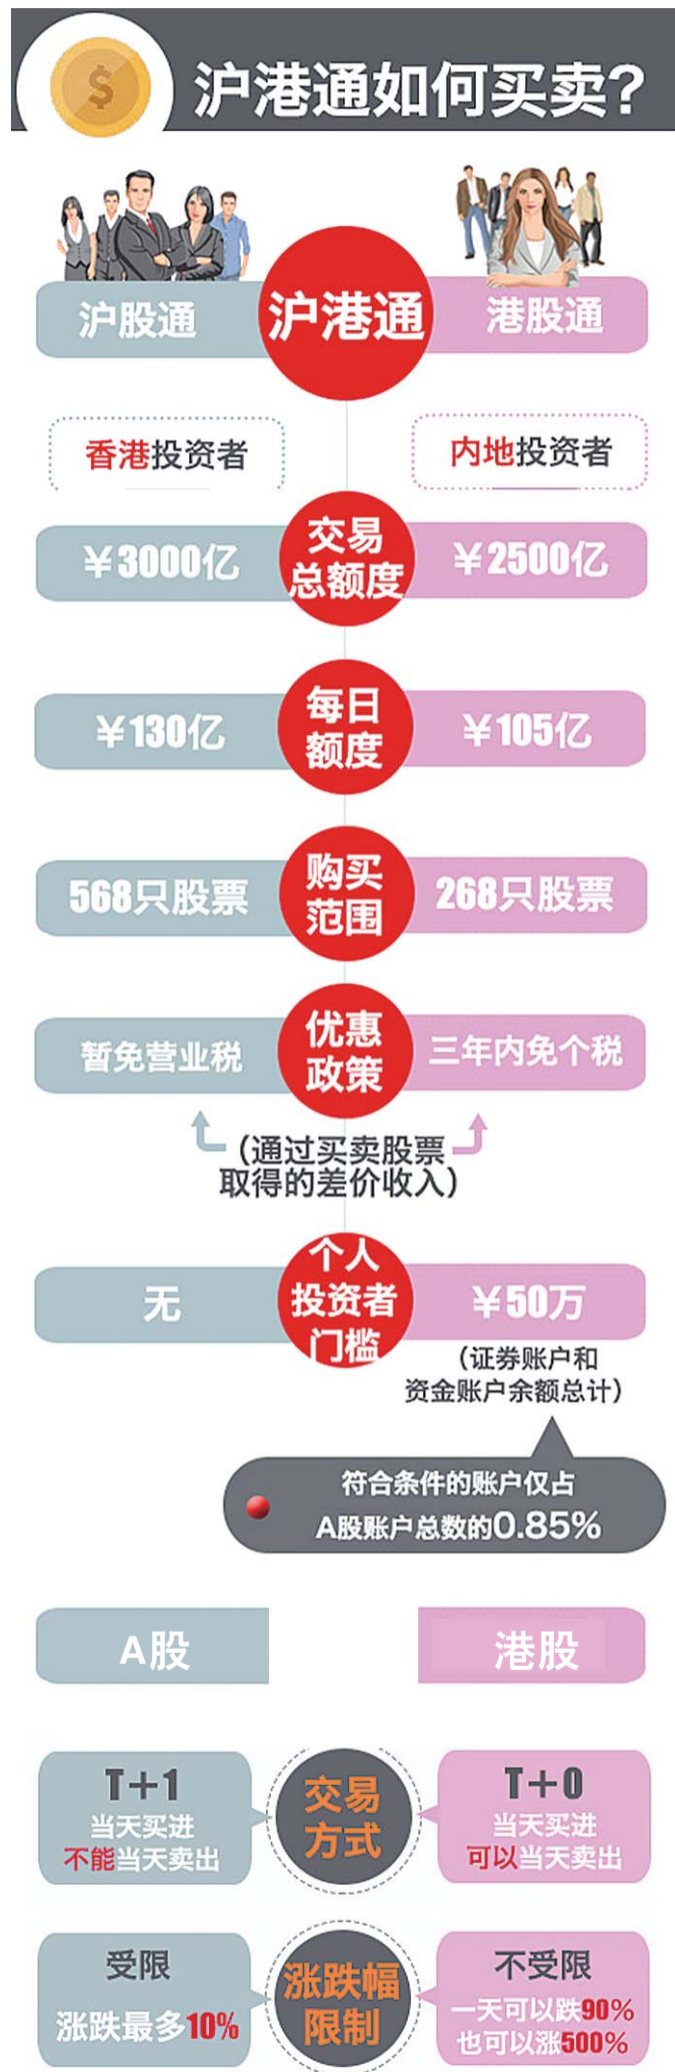 沪港通如何买卖?
沪股通
沪港通
港股通
香港投资者
内地投资者
¥3000亿
交易
总额度
¥2500亿
¥130亿
每日
额度
¥105亿
568只股票
购买
范围
268只股票
暂免营业税
优惠
政策
三年内免个税
(通过买卖股票
取得的差价收入)
无
个人
投资者
门槛
¥50万
(证券账户和
资金账户余额总计)
符合条件的账户仅占
A股账户总数的0.85%
A股
港股
T+1
当天买进
不能当天卖出
交易
方式
T+0
当天买进
可以当天卖出
受限
涨跌最多10%
涨跌幅
限制
不受限
一天可以跌90%
也可以涨500%